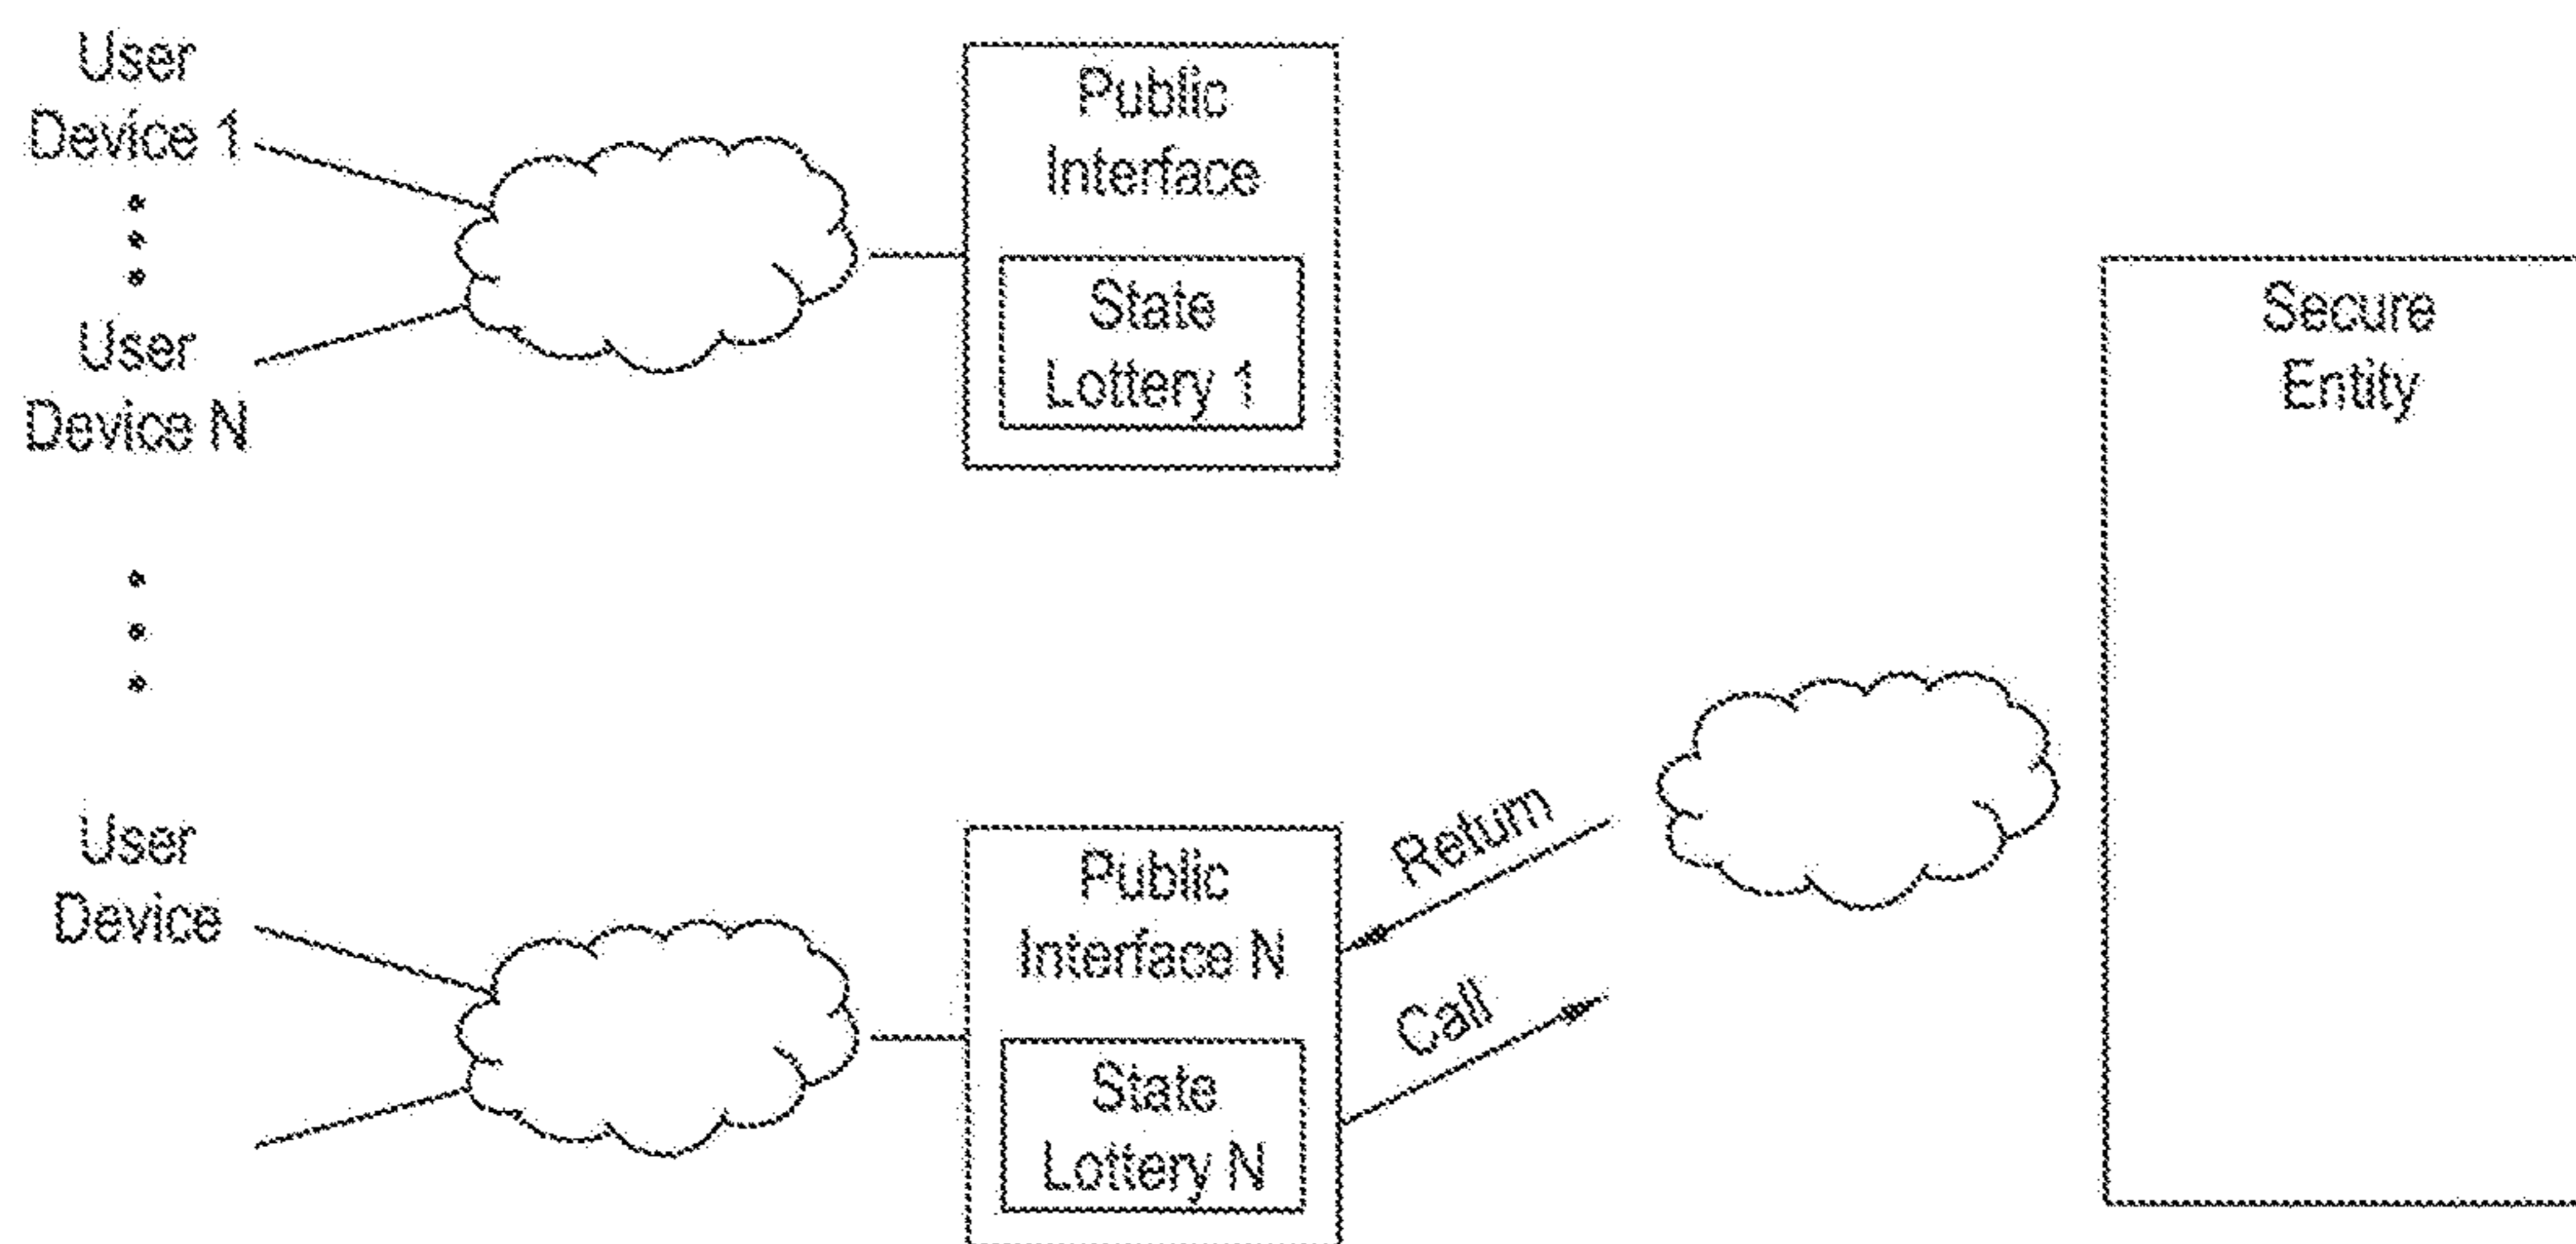 User
Device 1
User
Device N
Public
Interface
State
Lottery 1
Secure
Entity
User
Device
Public
Interface N
State
Lottery N
Return
Call